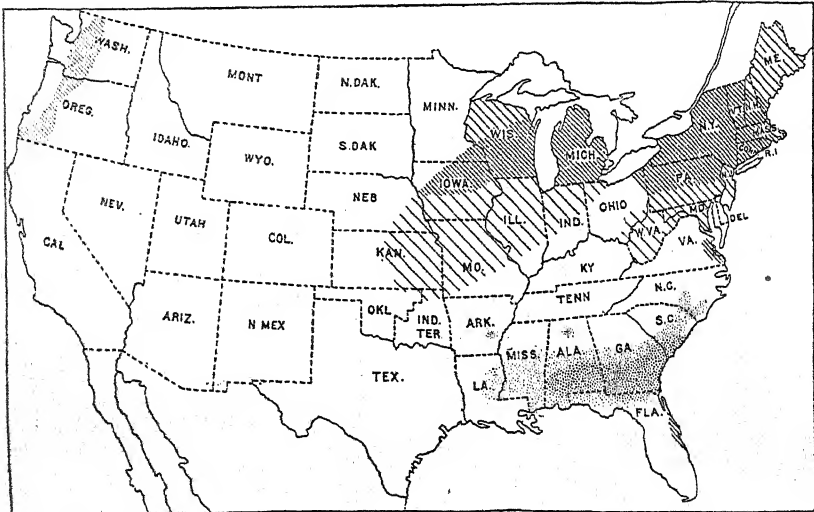 WASH.
MONT
N.DAK.
MINN.
ME.
OREG.
IDAHO.
S.DAK
WIS.
MICH.
N.Y.
VT.
N.H.
MASS.
CON.
R.I
WYO.
IOWA.
PA.
N.J.
NEV.
UTAH
NEB
ILL.
IND.
OHIO
MD.
DEL
W.VA.
VA.
CAL
COL.
KAN.
MO.
KY
ARIZ.
N MEX
OKL
IND.
TER.
ARK.
TENN
N.C.
S.C.
TEX.
LA
MISS.
ALA.
GA.
FLA.